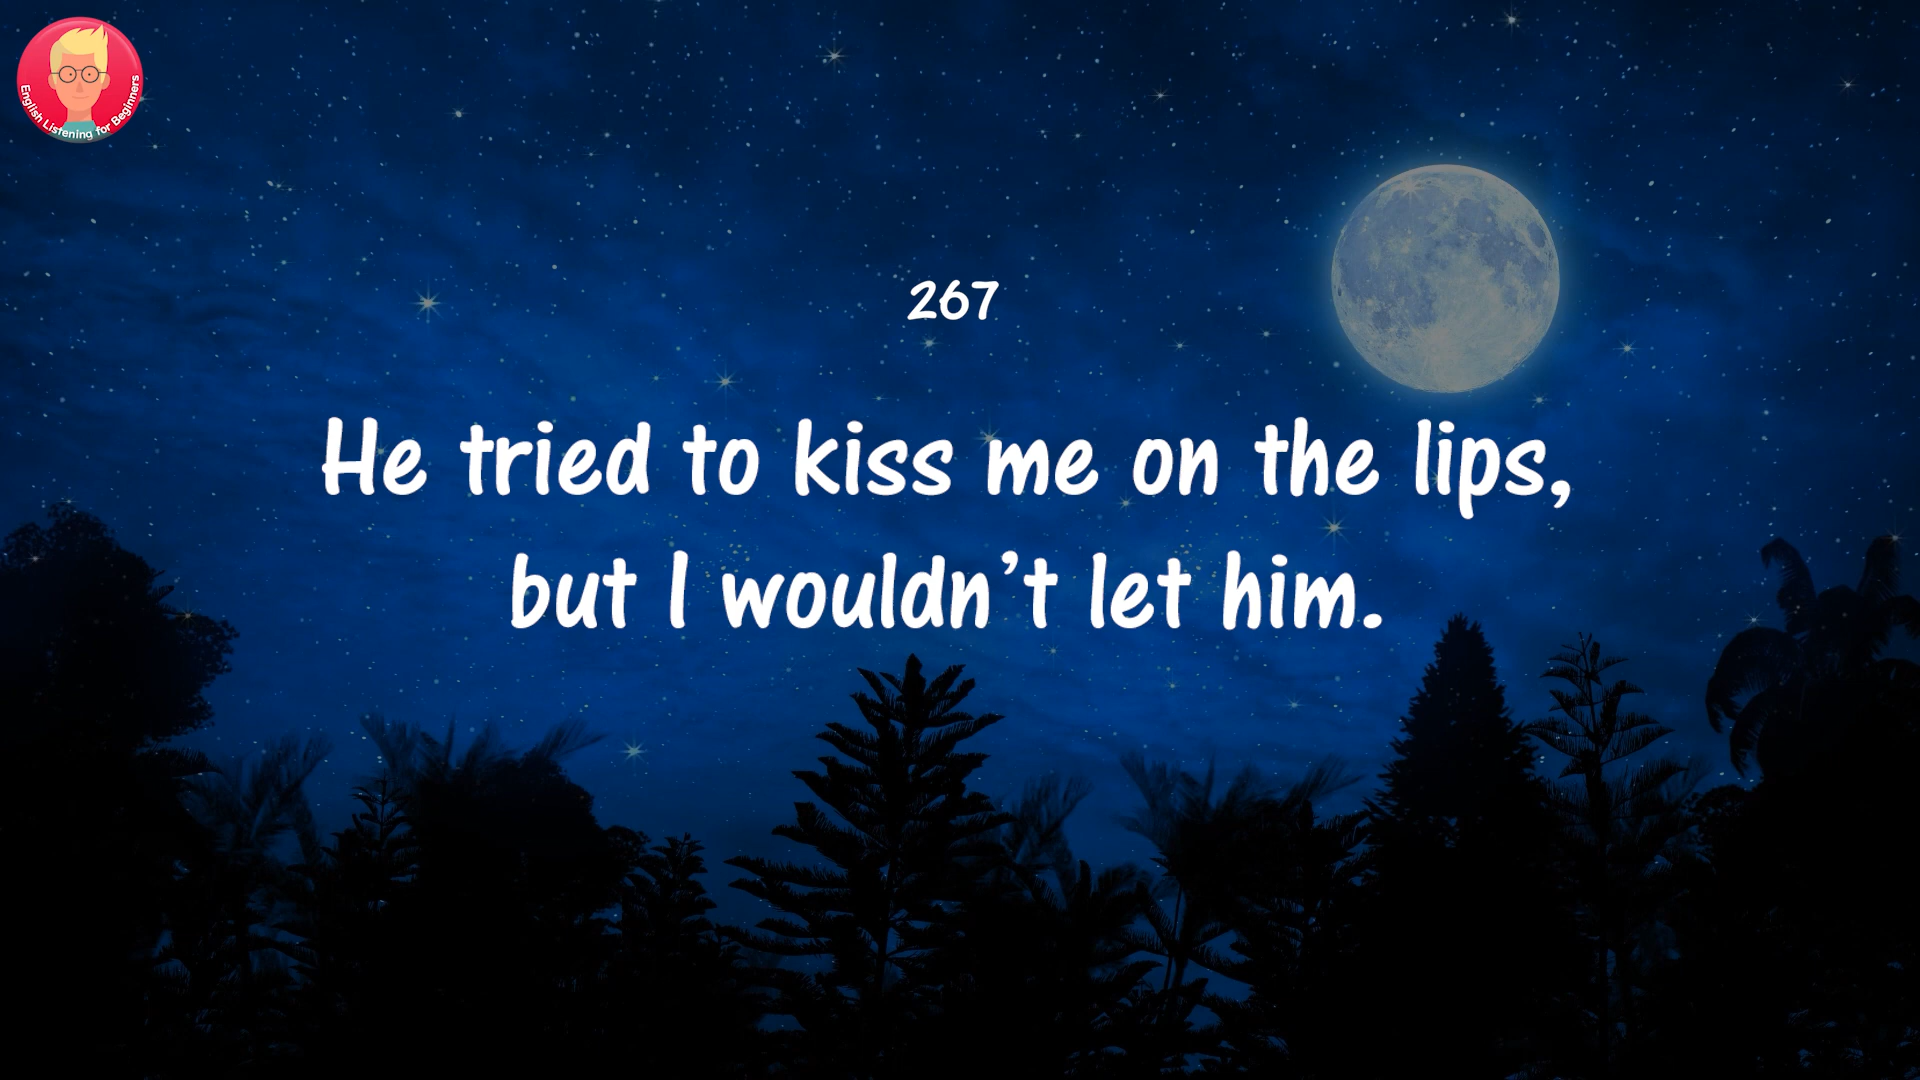 English Listening for Beginners
267
He tried to kiss me on the lips,
but I wouldn’t let him.